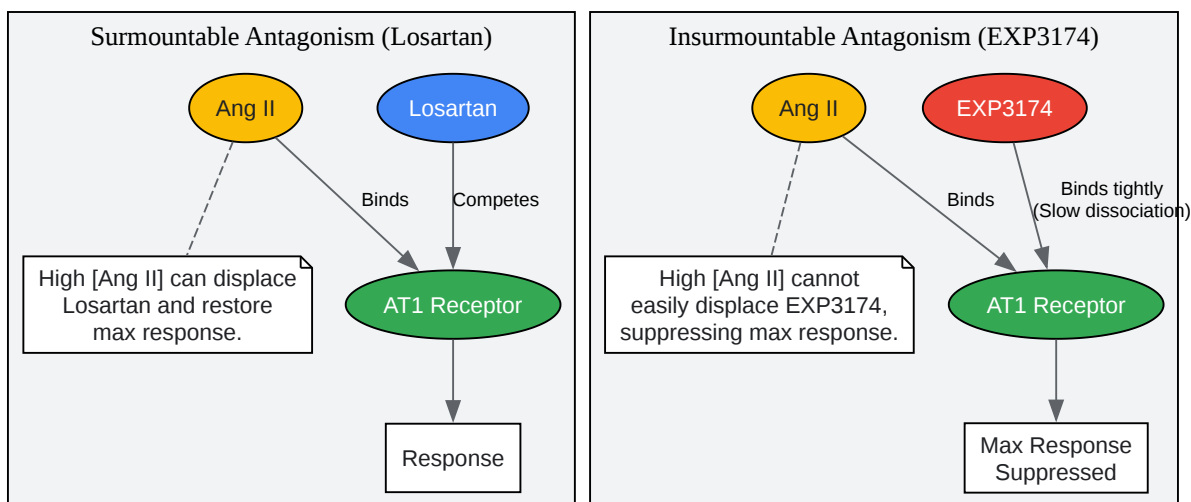 Surmountable Antagonism (Losartan)
Ang II
Losartan
Binds
Competes
High [Ang II] can displace
Losartan and restore
max response.
AT1 Receptor
Response
Insurmountable Antagonism (EXP3174)
Ang II
EXP3174
Binds
Binds tightly
(Slow dissociation)
High [Ang II] cannot
easily displace EXP3174,
suppressing max response.
AT1 Receptor
Max Response
Suppressed